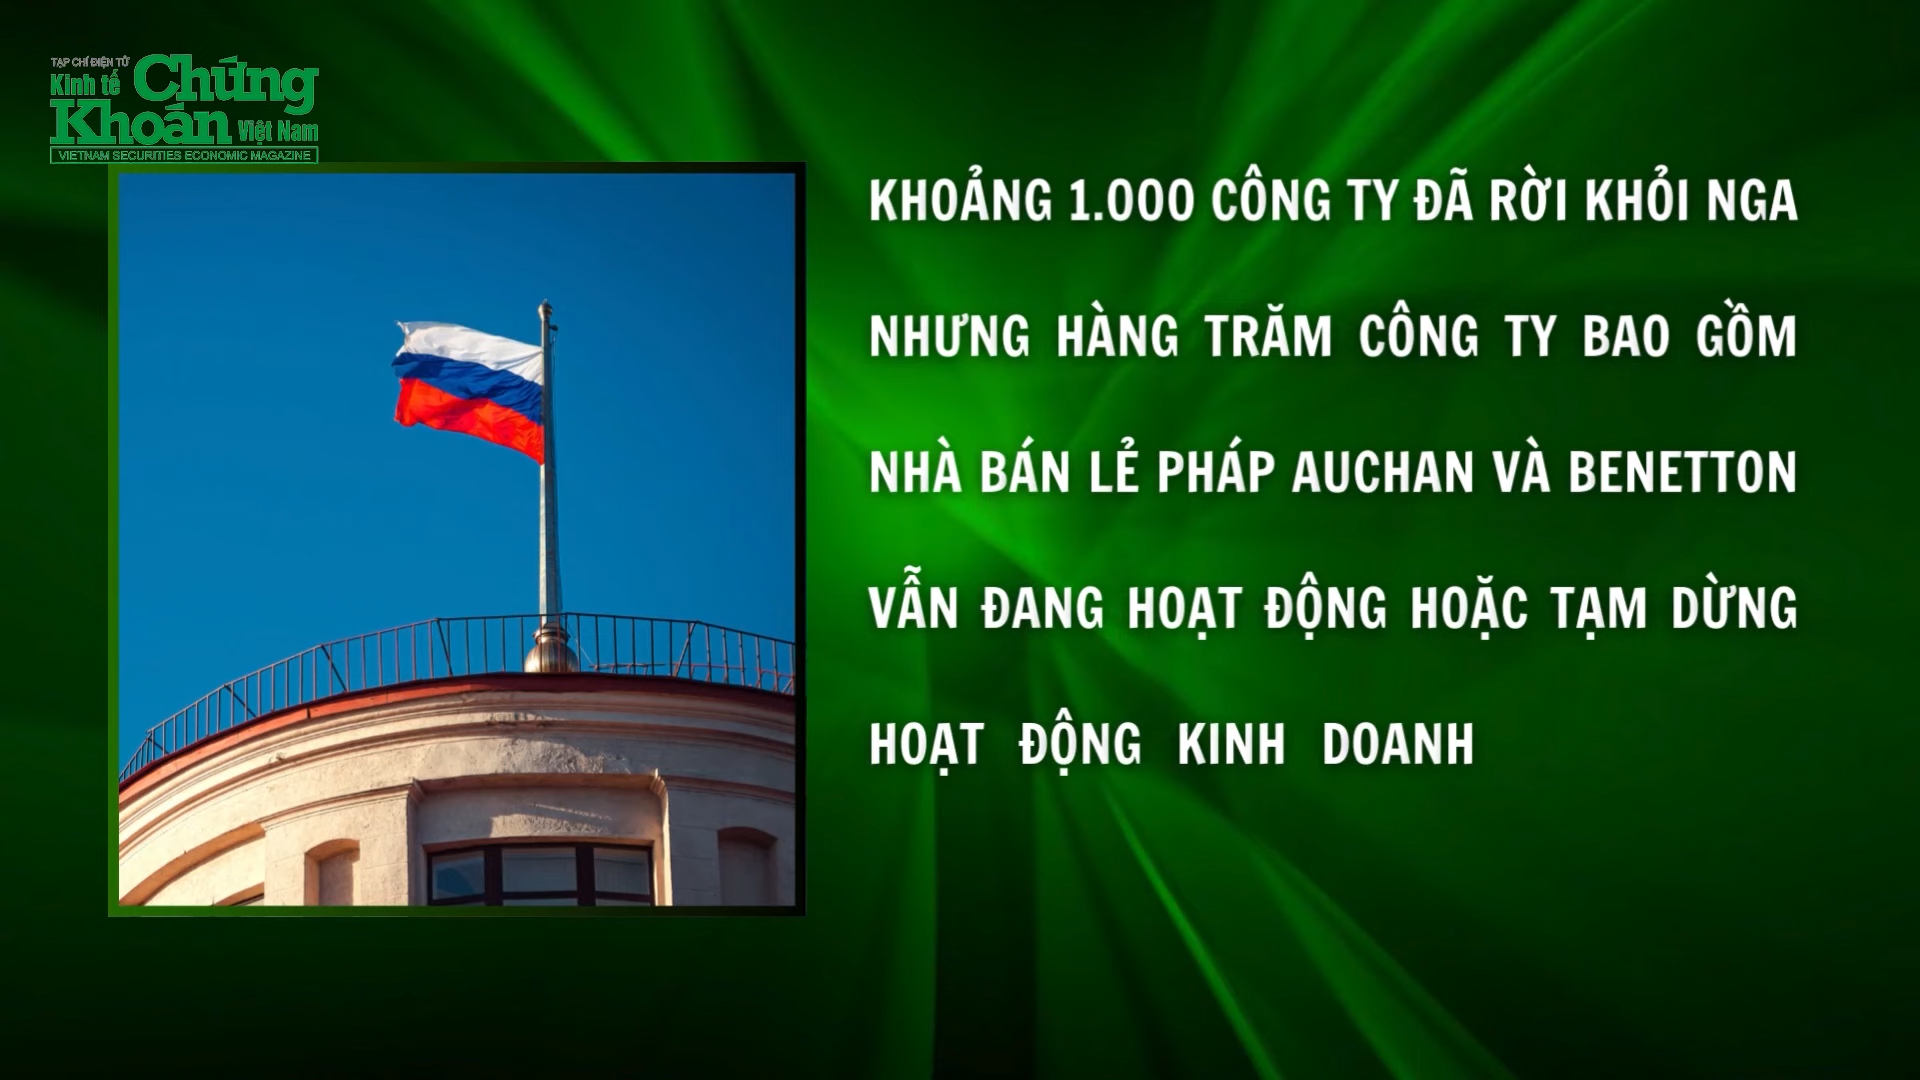 TẠP CHÍ ĐIỆN TỬ
Kinh tế Chứng
Khoán Việt Nam
VIETNAM SECURITIES ECONOMIC MAGAZINE
KHOẢNG 1.000 CÔNG TY ĐÃ RỜI KHỎI NGA
NHƯNG HÀNG TRĂM CÔNG TY BAO GỒM
NHÀ BÁN LẺ PHÁP AUCHAN VÀ BENETTON
VẪN ĐANG HOẠT ĐỘNG HOẶC TẠM DỪNG
HOẠT ĐỘNG KINH DOANH